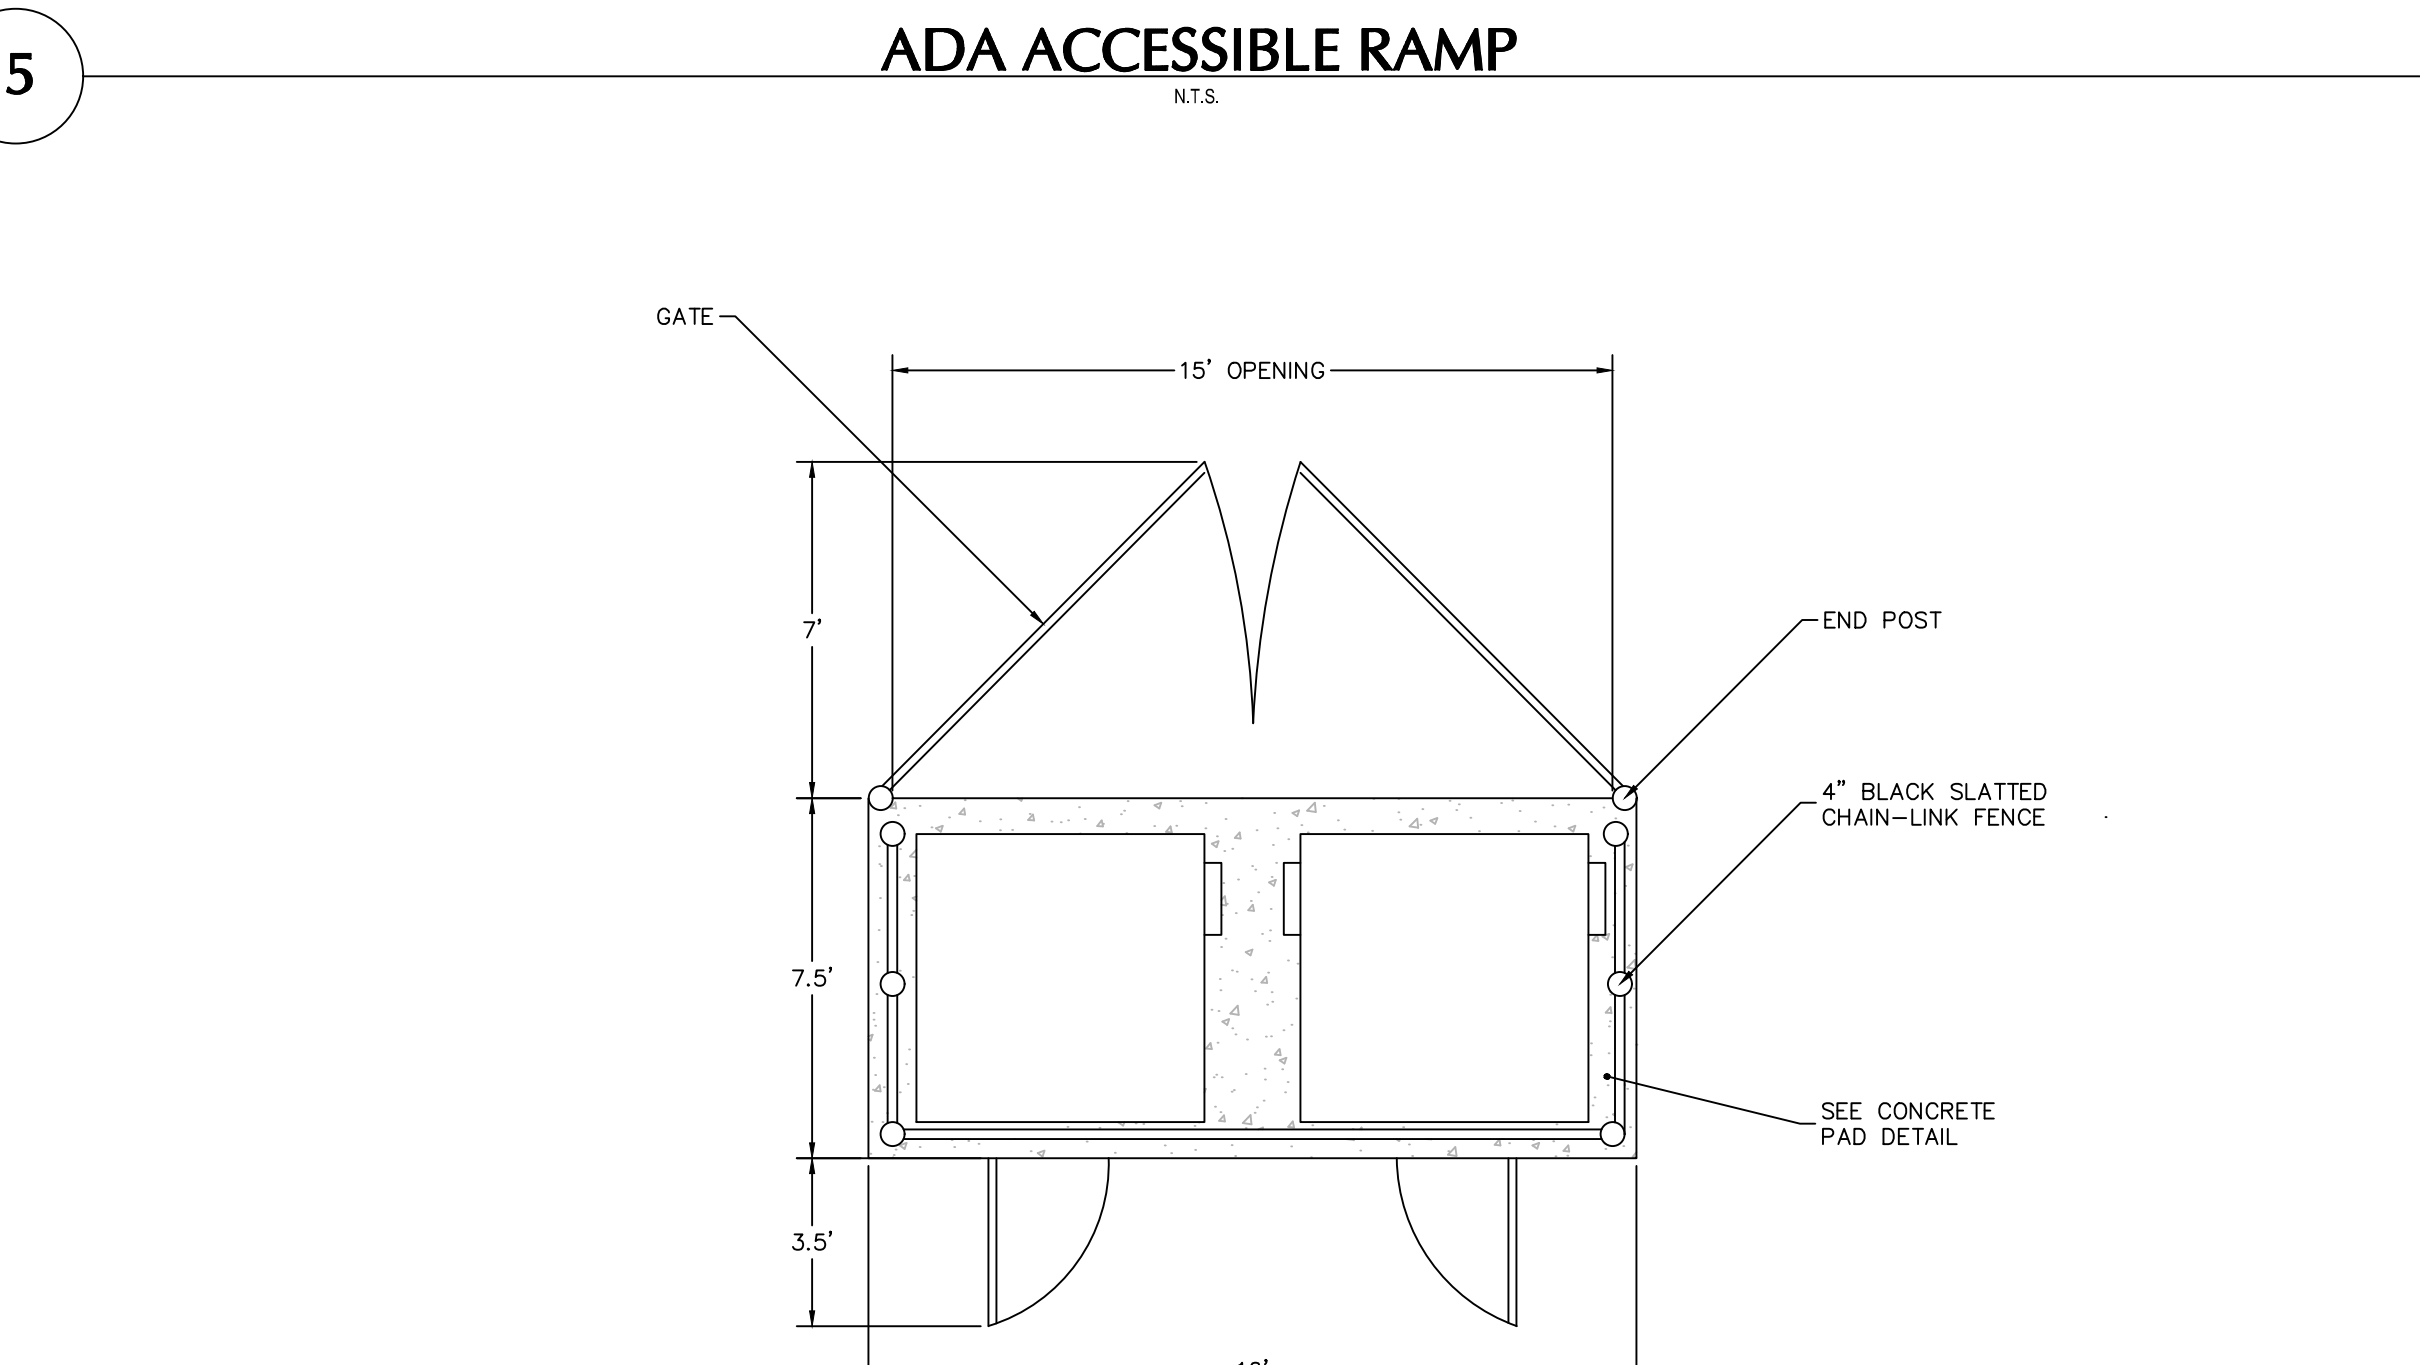 5
ADA ACCESSIBLE RAMP
N.T.S.
GATE
15' OPENING
7'
END POST
4" BLACK SLATTED
CHAIN-LINK FENCE
7.5'
SEE CONCRETE
PAD DETAIL
3.5'